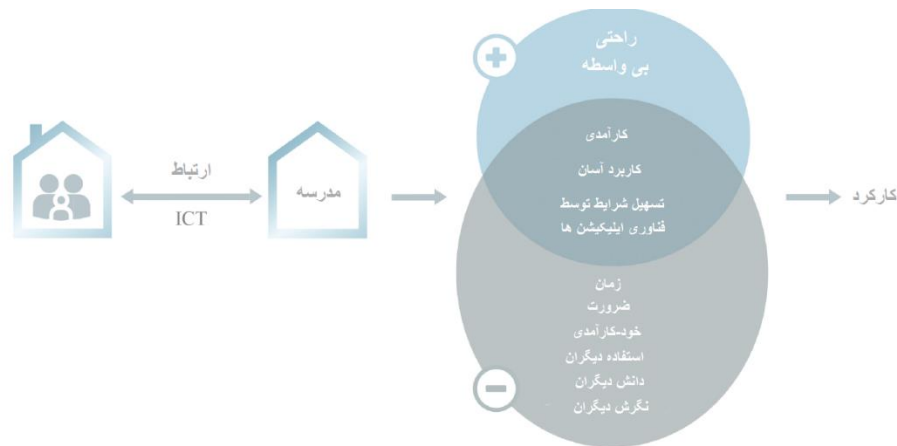 راحتی
بی واسطه
کارآمدی
کاربرد آسان
تسهیل شرایط توسط
فناوری اپلیکیشن ها
زمان
ضرورت
خود-کارآمدی
استفاده دیگران
دانش دیگران
نگرش دیگران
ارتباط
ICT
مدرسه
کارکرد